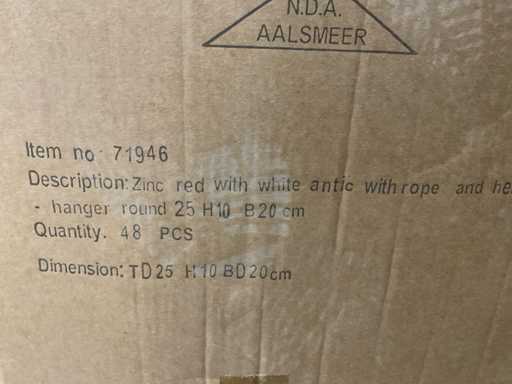 N.D.A.
AALSMEER
Item no: 71946
Description: Zinc red with white antic with rope and he
- hanger round 25 H10 B20 cm
Quantity. 48 PCS
Dimension: TD25 H10 BD20cm